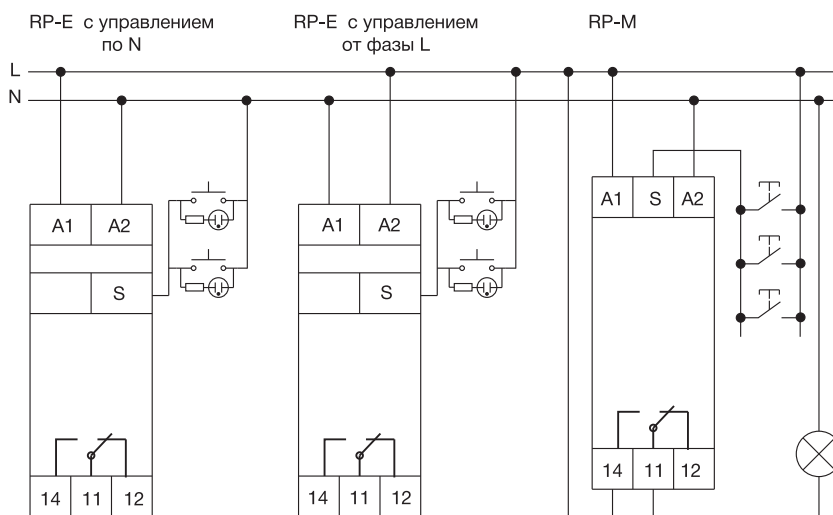 RP-E с управлением
по N
RP-E с управлением
от фазы L
RP-M
L
N
A1 A2
S
14 11 12
A1 A2
S
14 11 12
A1 S A2
14 11 12